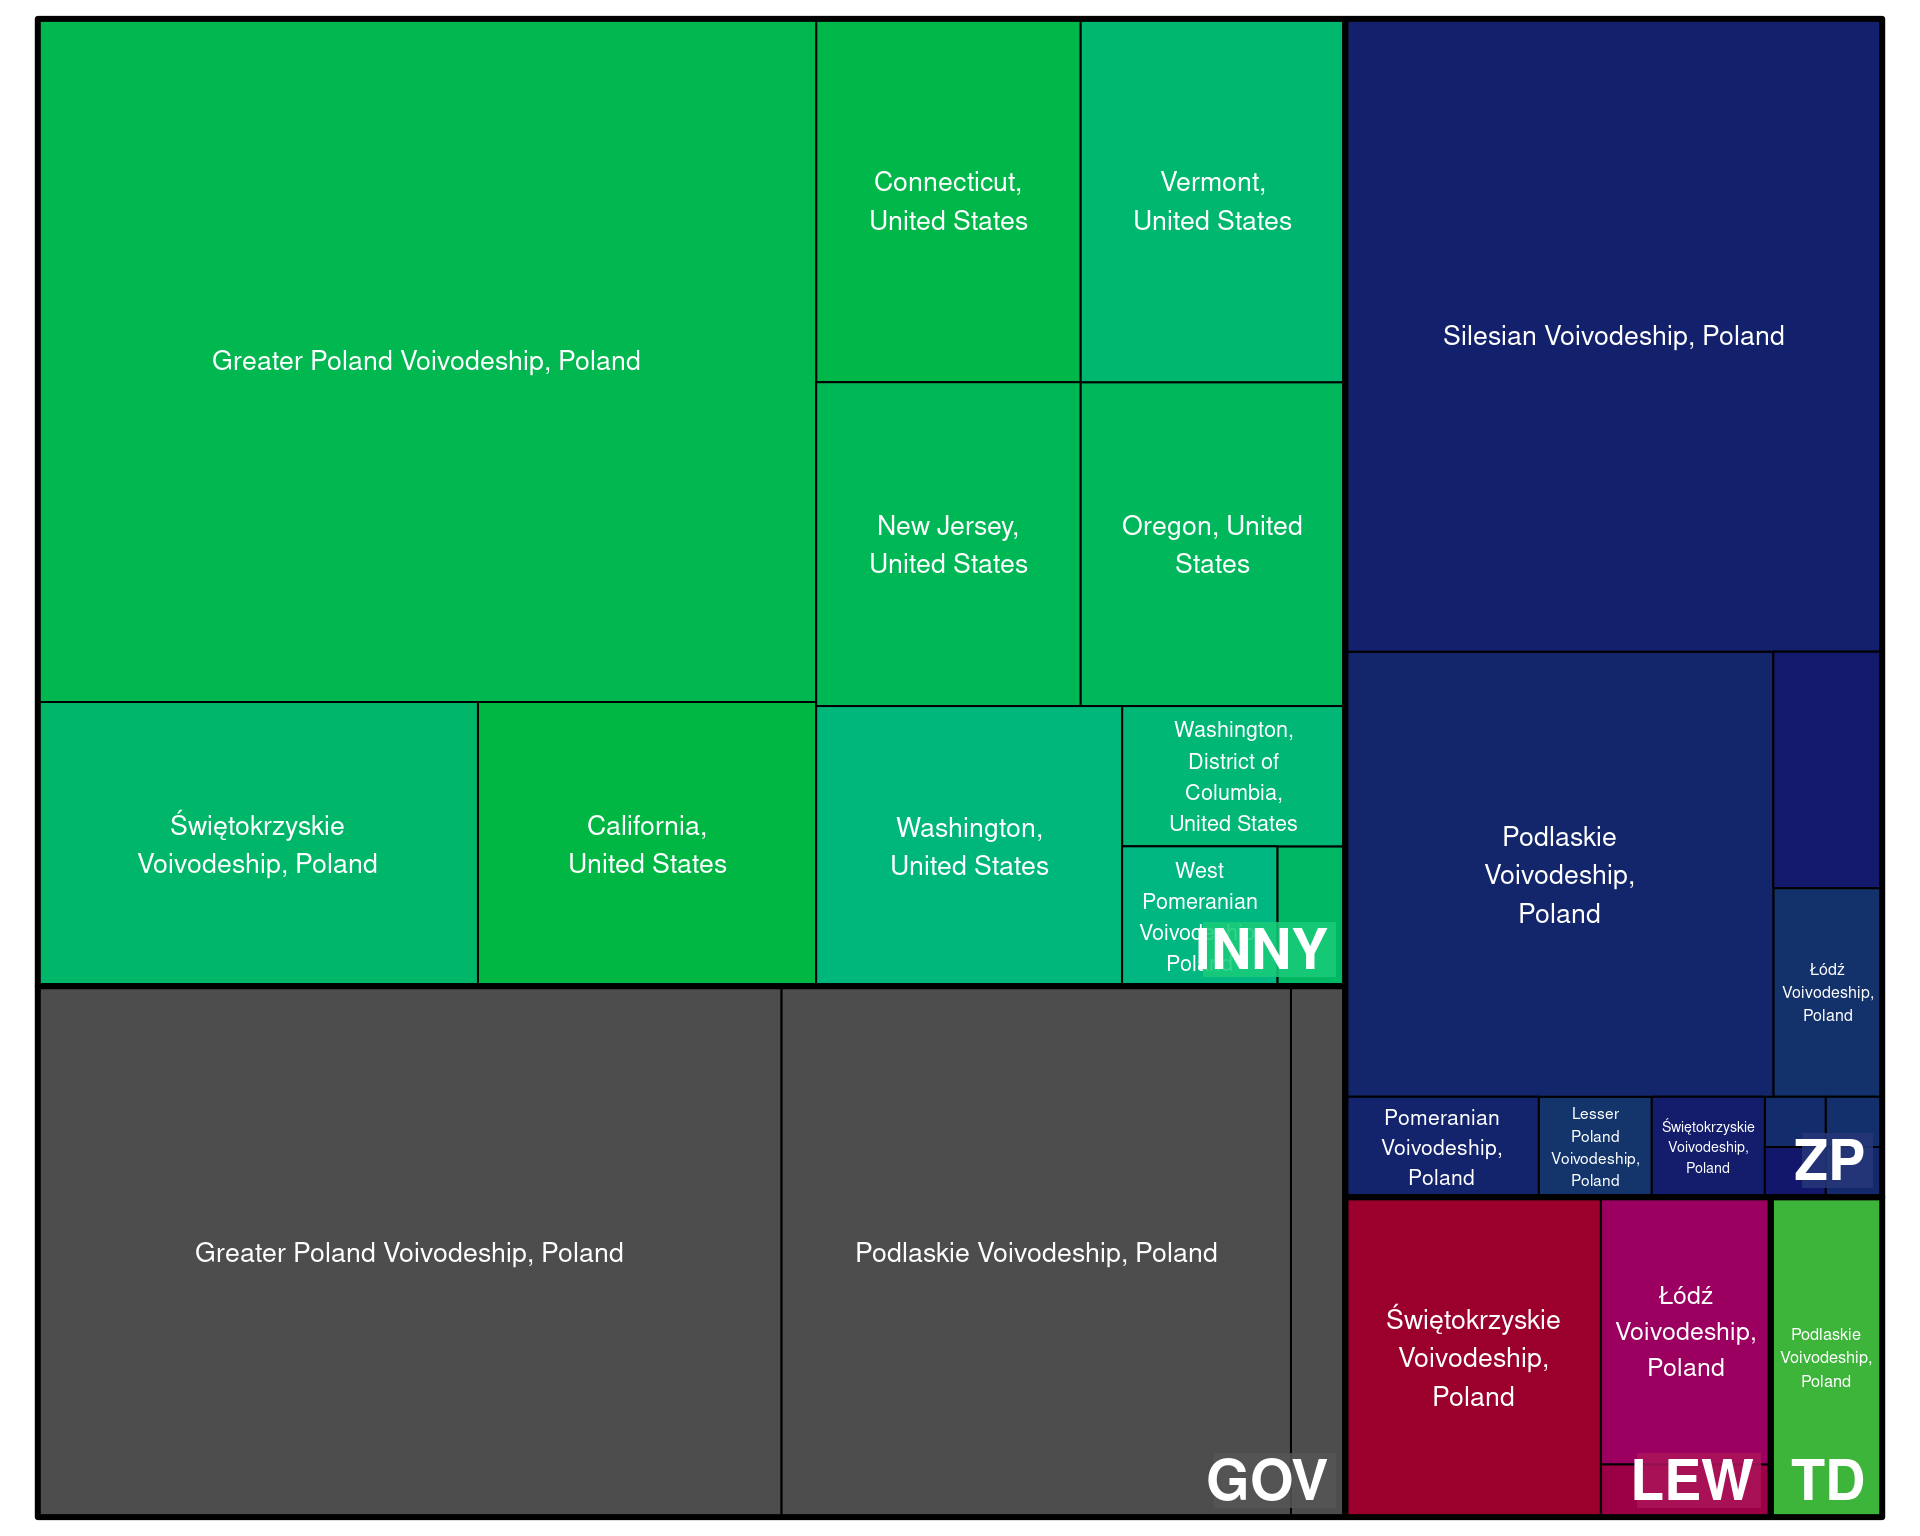 Greater Poland Voivodeship, Poland
Connecticut,
United States
Vermont,
United States
New Jersey,
United States
Oregon, United
States
Świętokrzyskie
Voivodeship, Poland
California,
United States
Washington,
United States
Washington,
District of
Columbia,
United States
West
Pomeranian
INNY
Greater Poland Voivodeship, Poland
Podlaskie Voivodeship, Poland
GOV
Silesian Voivodeship, Poland
Podlaskie
Voivodeship,
Poland
Łódź
Voivodeship,
Poland
Pomeranian
Voivodeship,
Poland
Lesser
Poland
Voivodeship,
Poland
Świętokrzyskie
Voivodeship,
Poland
ZP
Świętokrzyskie
Voivodeship,
Poland
Łódź
Voivodeship,
Poland
LEW
Podlaskie
Voivodeship,
Poland
TD